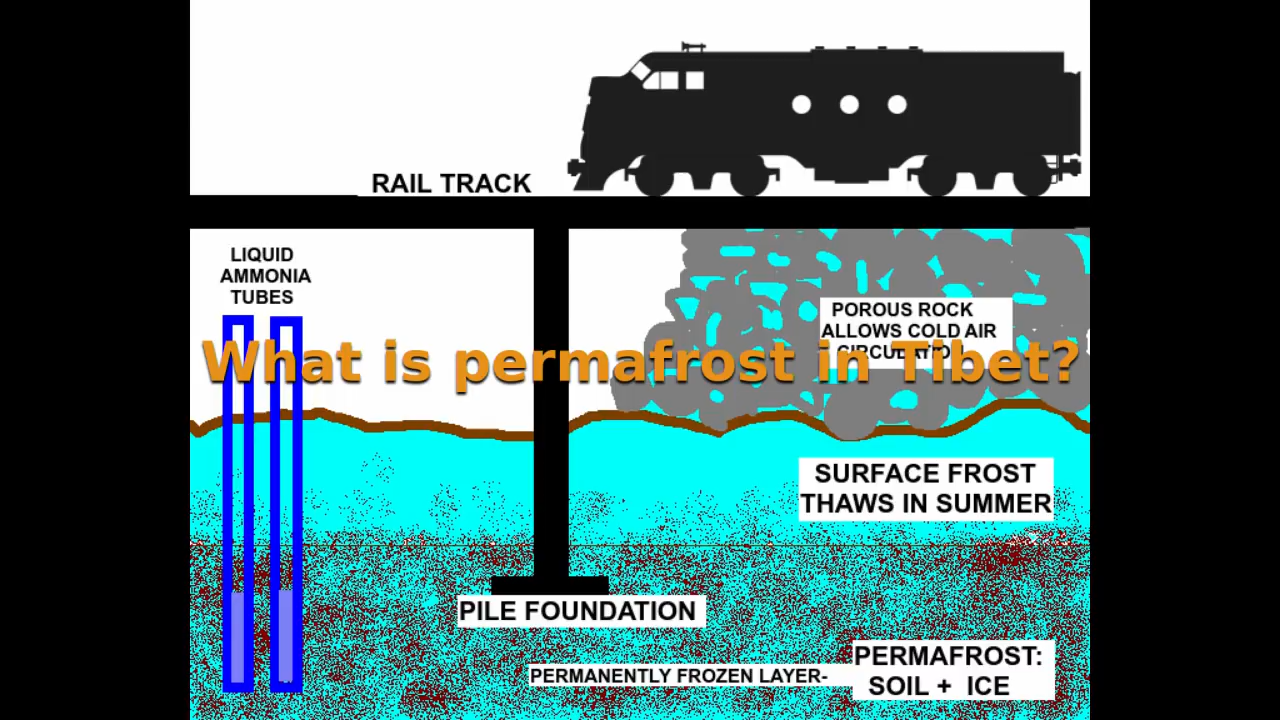 RAIL TRACK
LIQUID
AMMONIA
TUBES
POROUS ROCK
ALLOWS COLD AIR
CIRCULATION
What is permafrost in Tibet?
SURFACE FROST
THAWS IN SUMMER
PILE FOUNDATION
PERMANENTLY FROZEN LAYER-
PERMAFROST:
SOIL + ICE